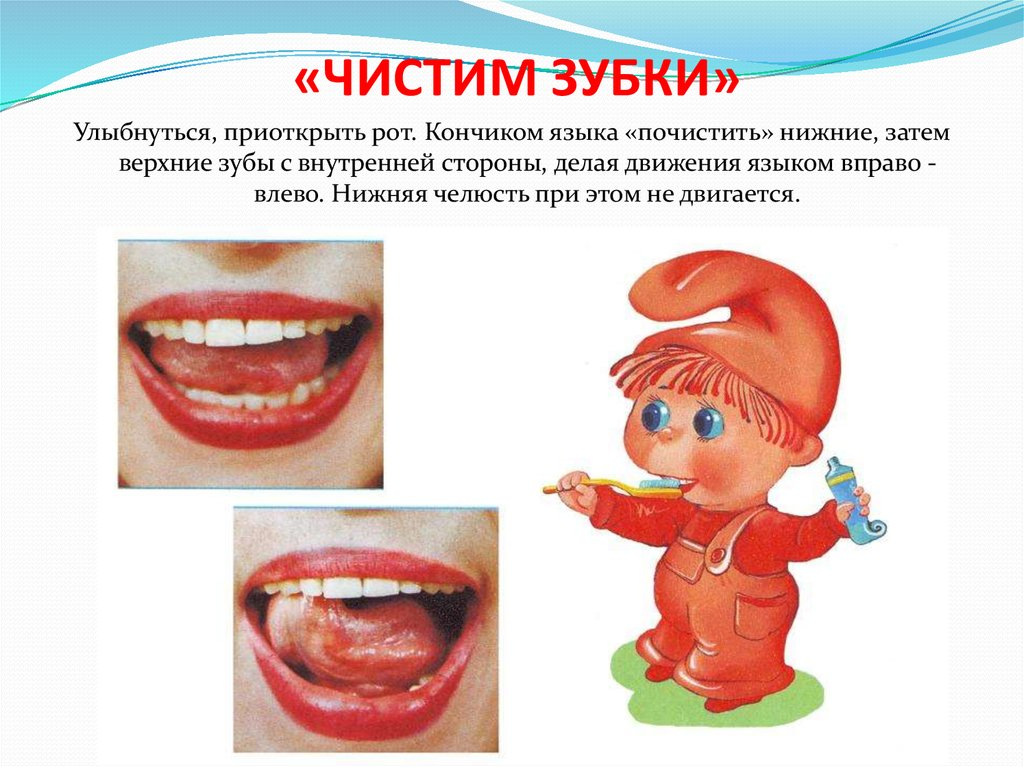 «ЧИСТИМ ЗУБКИ»
Улыбнуться, приоткрыть рот. Кончиком языка «почистить» нижние, затем
верхние зубы с внутренней стороны, делая движения языком вправо -
влево. Нижняя челюсть при этом не двигается.